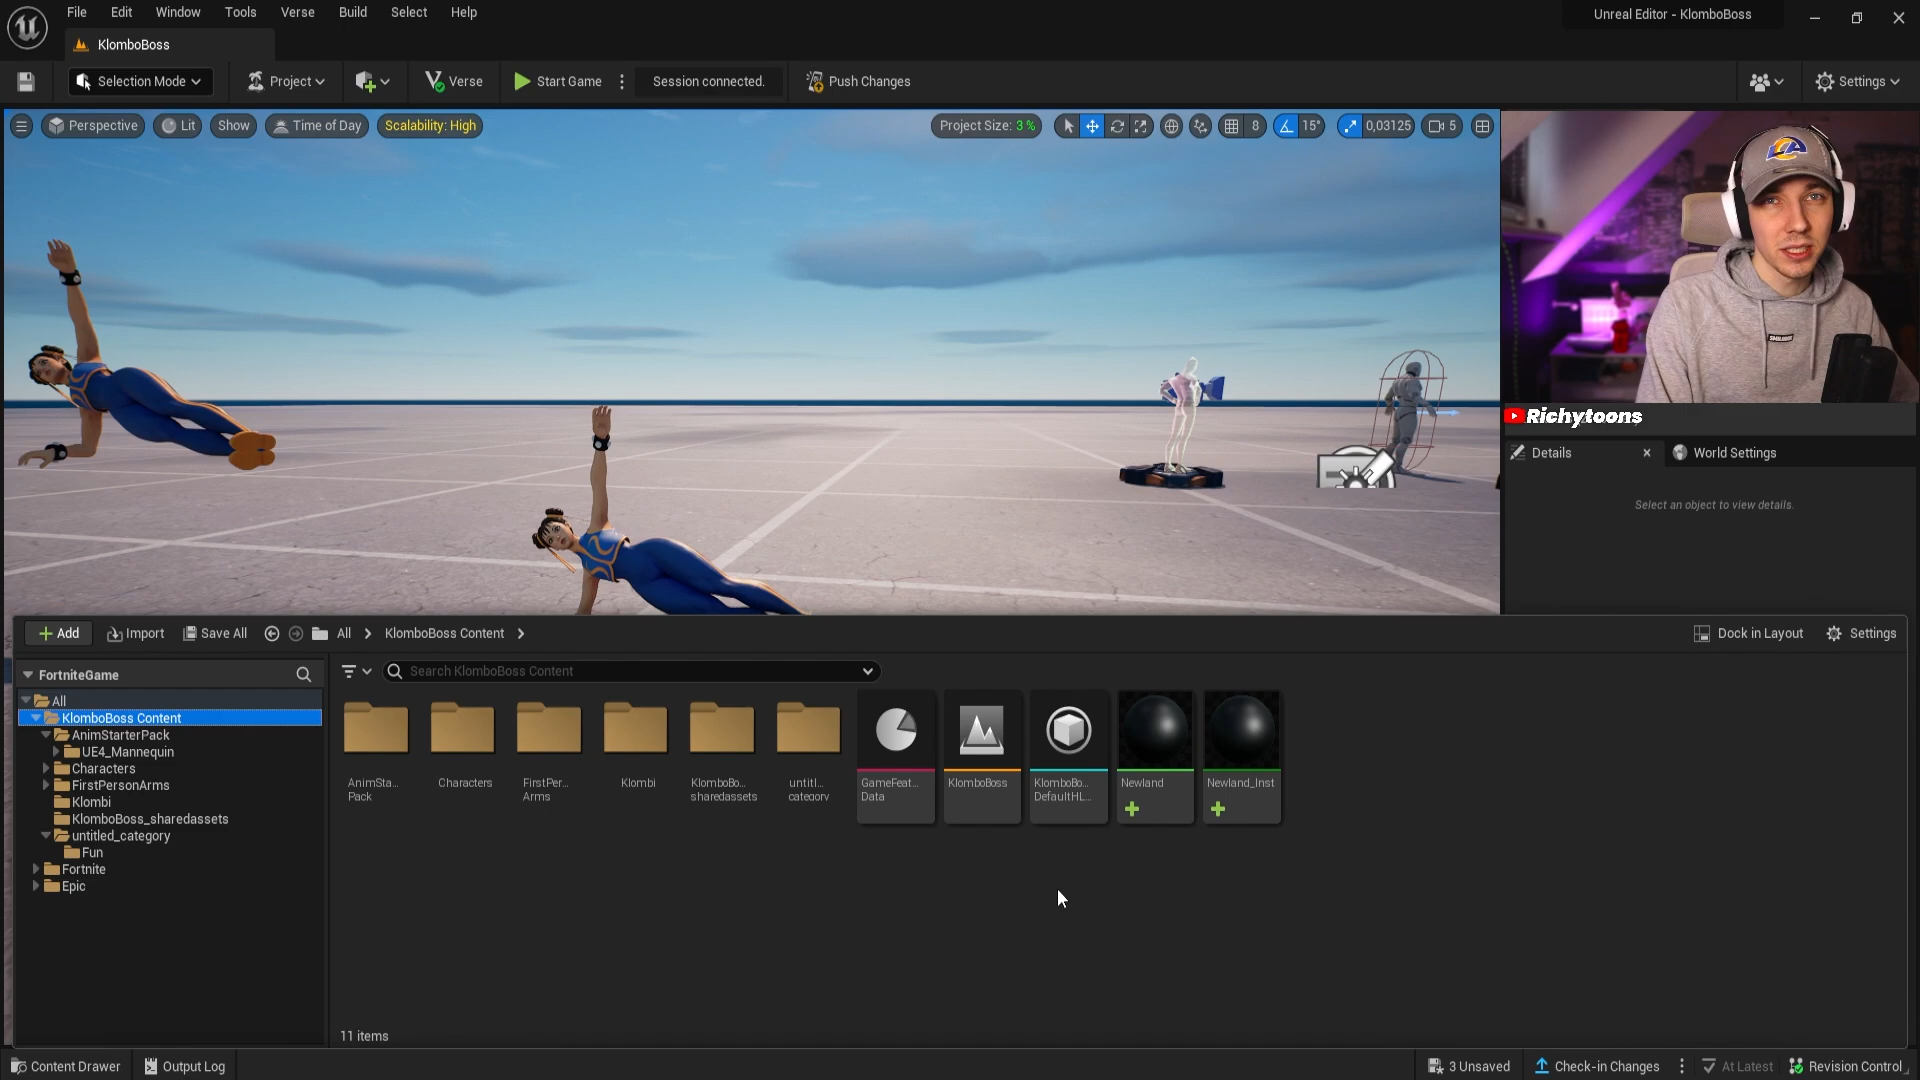 File Edit Window Tools Verse Build Select Help
Unreal Editor - KlomboBoss
KlomboBoss
Selection Mode
Project
Verse
Start Game
Session connected.
Push Changes
Settings
Perspective
Lit
Show
Time of Day
Scalability: High
Project Size: 3 %
8
15°
0,03125
5
LA
SMILODOX
Richytoons
Details
World Settings
Select an object to view details.
Add
Import
Save All
All
KlomboBoss Content
Dock in Layout
Settings
FortniteGame
Search KlomboBoss Content
All
KlomboBoss Content
AnimStarterPack
UE4_Mannequin
Characters
FirstPersonArms
Klombi
KlomboBoss_sharedassets
untitled_category
Fun
Fortnite
Epic
AnimSta...
Pack
Characters
FirstPer...
Arms
Klombi
KlomboBo...
sharedassets
untitl...
category
GameFeat...
Data
KlomboBoss
KlomboBo...
DefaultHL...
Newland
Newland_Inst
11 items
Content Drawer
Output Log
3 Unsaved
Check-in Changes
At Latest
Revision Control